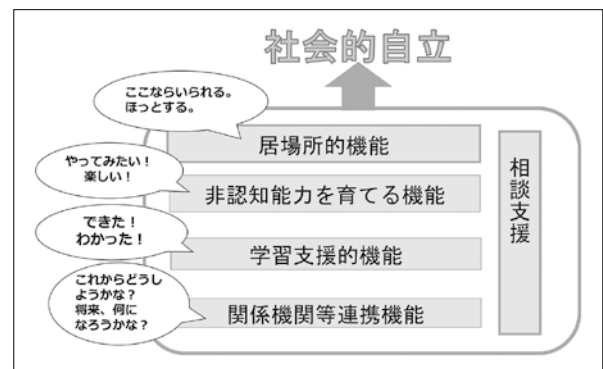 社会的自立
ここならいられる。
ほっとする。
居場所的機能
やってみたい！
楽しい！
非認知能力を育てる機能
できた！
わかった！
学習支援的機能
これからどうし
ようかな？
将来、何に
なろうかな？
関係機関等連携機能
相談支援